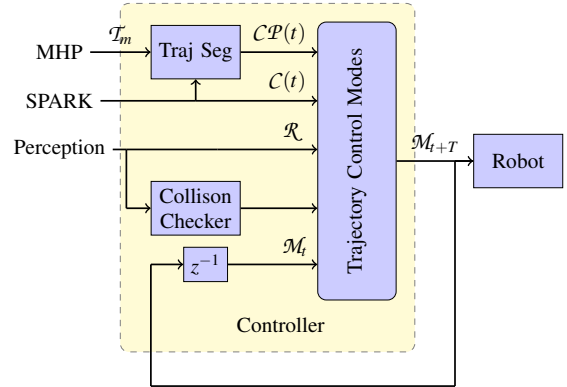 MHP
𝒯m
Traj Seg
𝒞𝒫(t)
SPARK
𝒞(t)
Perception
ℛ
Collison
Checker
Trajectory Control Modes
ℳt+T
Robot
z−1
ℳt
Controller